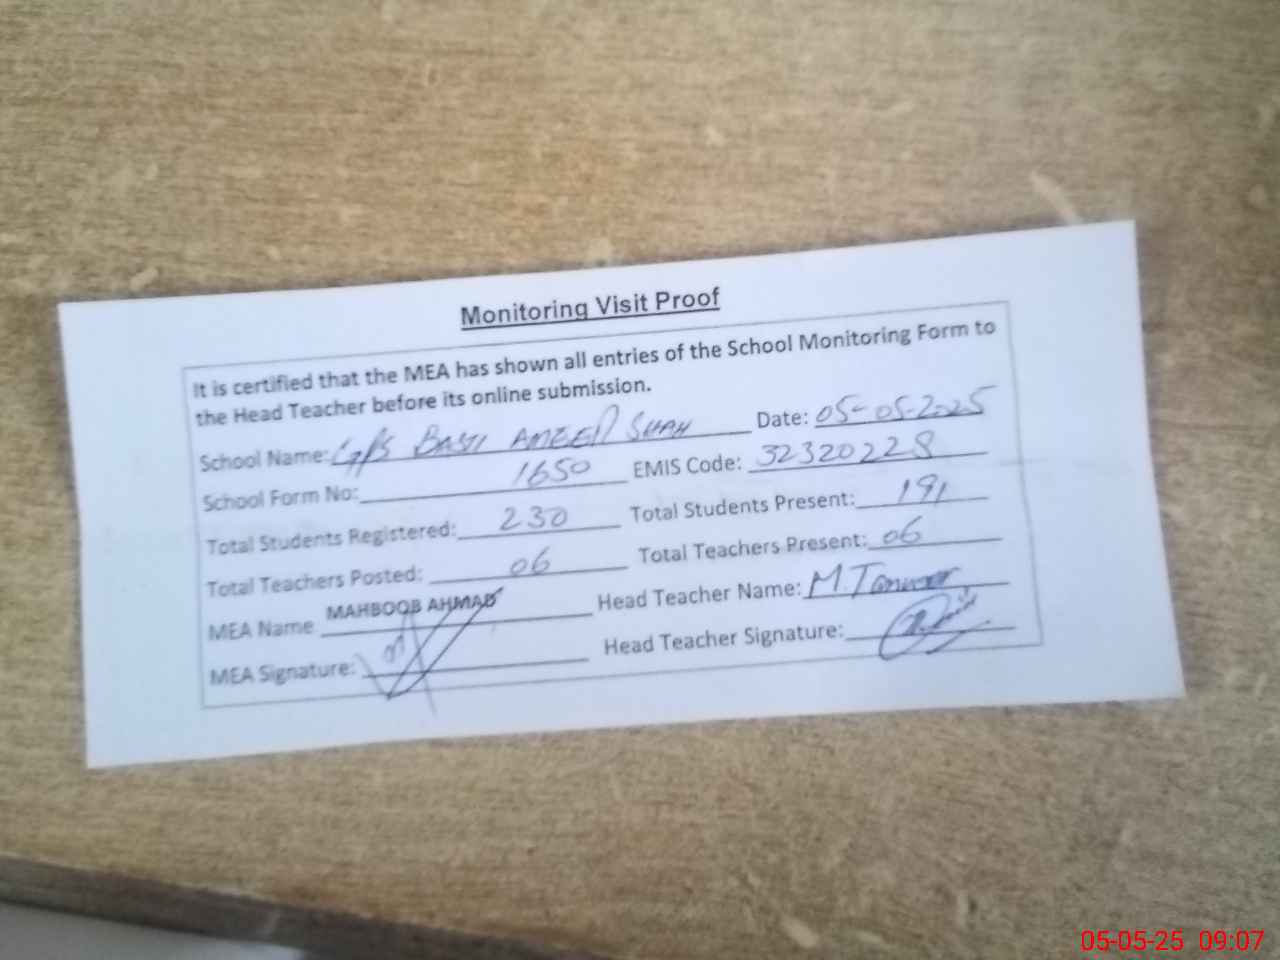 Monitoring Visit Proof
It is certified that the MEA has shown all entries of the School Monitoring Form to
the Head Teacher before its online submission.
School Name: GPS BASTI AMEER SHAH Date: 05-05-2025
School Form No: 1650 EMIS Code: 32320228
Total Students Registered: 230 Total Students Present: 191
Total Teachers Posted: 06 Total Teachers Present: 06
MEA Name MAHBOOB AHMAD Head Teacher Name: M. Tanveer
MEA Signature: Head Teacher Signature:
05-05-25 09:07